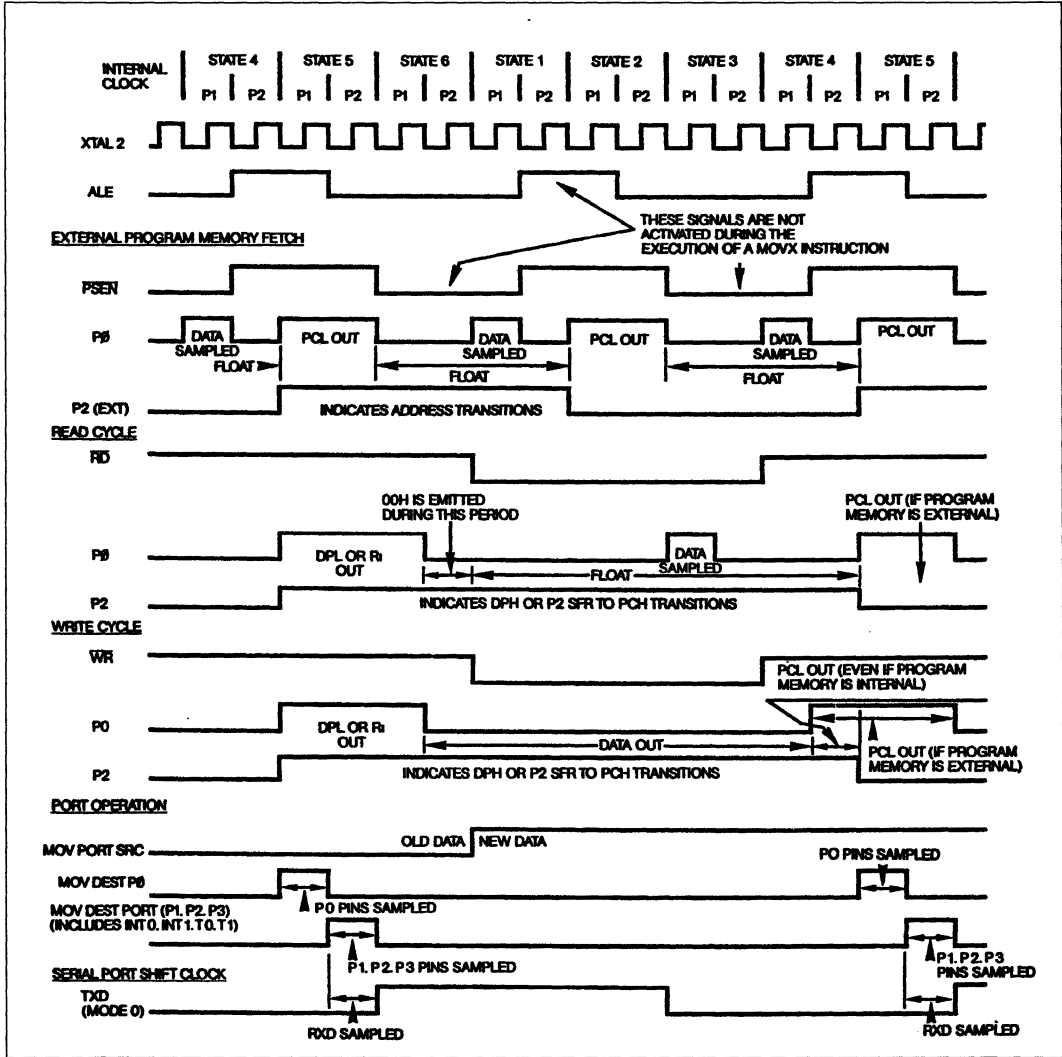 INTERNAL CLOCK
STATE 4 STATE 5 STATE 6 STATE 1 STATE 2 STATE 3 STATE 4 STATE 5
P1 P2 P1 P2 P1 P2 P1 P2 P1 P2 P1 P2 P1 P2 P1 P2
XTAL 2
ALE
THESE SIGNALS ARE NOT
ACTIVATED DURING THE
EXECUTION OF A MOVX INSTRUCTION
EXTERNAL PROGRAM MEMORY FETCH
PSEN
PØ
DATA SAMPLED
PCL OUT
DATA SAMPLED
PCL OUT
DATA SAMPLED
PCL OUT
FLOAT
FLOAT
FLOAT
P2 (EXT)
INDICATES ADDRESS TRANSITIONS
READ CYCLE
RD
00H IS EMITTED
DURING THIS PERIOD
PCL OUT (IF PROGRAM
MEMORY IS EXTERNAL)
PØ
DPL OR Ri
OUT
DATA
SAMPLED
FLOAT
P2
INDICATES DPH OR P2 SFR TO PCH TRANSITIONS
WRITE CYCLE
WR
PCL OUT (EVEN IF PROGRAM
MEMORY IS INTERNAL)
P0
DPL OR Ri
OUT
DATA OUT
PCL OUT (IF PROGRAM
MEMORY IS EXTERNAL)
P2
INDICATES DPH OR P2 SFR TO PCH TRANSITIONS
PORT OPERATION
MOV PORT SRC
OLD DATA NEW DATA
MOV DEST PØ
P0 PINS SAMPLED
PO PINS SAMPLED
MOV DEST PORT (P1. P2. P3)
(INCLUDES INT 0. INT 1. T 0. T 1)
P1. P2. P3 PINS SAMPLED
P1. P2. P3
PINS SAMPLED
SERIAL PORT SHIFT CLOCK
TXD
(MODE 0)
RXD SAMPLED
RXD SAMPLED